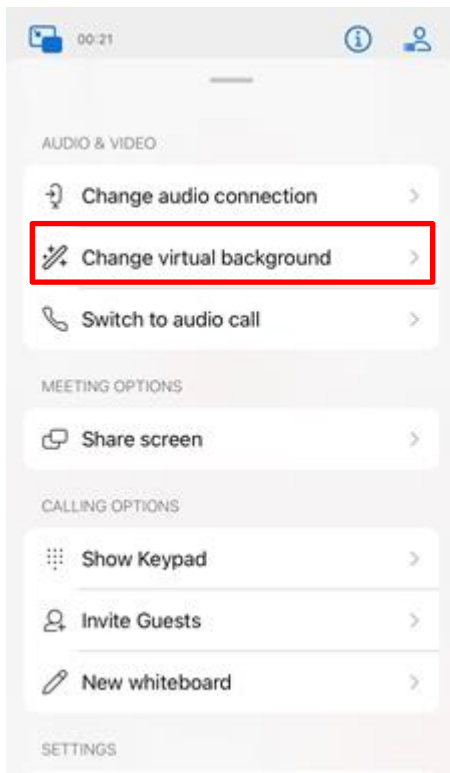 00:21
AUDIO & VIDEO
Change audio connection
Change virtual background
Switch to audio call
MEETING OPTIONS
Share screen
CALLING OPTIONS
Show Keypad
Invite Guests
New whiteboard
SETTINGS